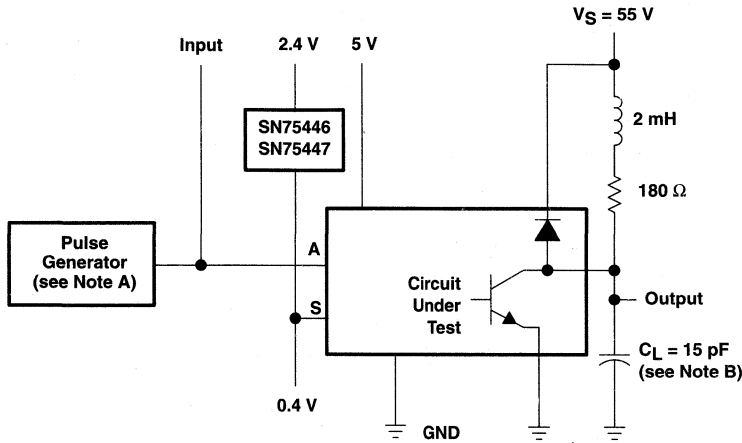 V_S = 55 V
Input
2.4 V
5 V
SN75446
SN75447
2 mH
180 Ω
Pulse
Generator
(see Note A)
A
S
Circuit
Under
Test
Output
C_L = 15 pF
(see Note B)
0.4 V
GND